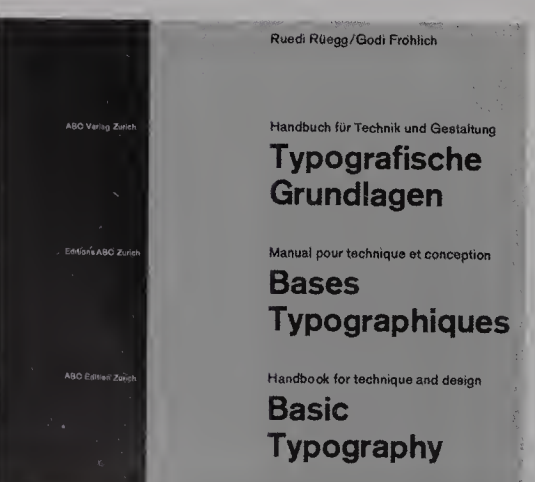 Ruedi Rüegg/Godi Fröhlich
ABC Verlag Zurich
Handbuch für Technik und Gestaltung
Typografische
Grundlagen
Editions ABC Zurich
Manual pour technique et conception
Bases
Typographiques
ABC Edition Zurich
Handbook for technique and design
Basic
Typography